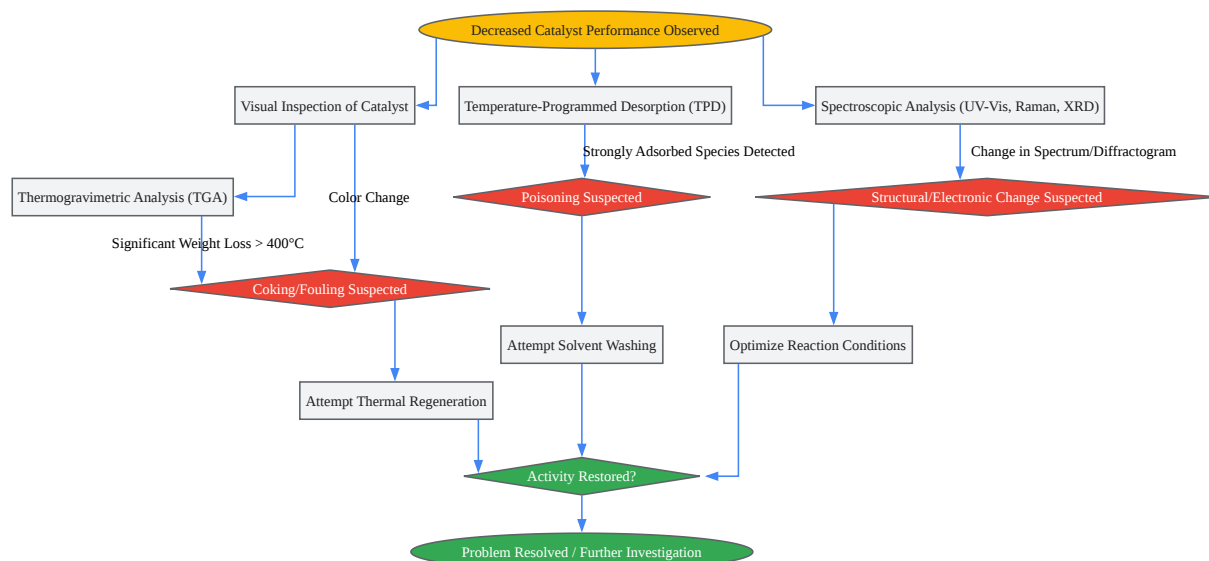 Decreased Catalyst Performance Observed
Visual Inspection of Catalyst
Temperature-Programmed Desorption (TPD)
Spectroscopic Analysis (UV-Vis, Raman, XRD)
Strongly Adsorbed Species Detected
Change in Spectrum/Diffractogram
Thermogravimetric Analysis (TGA)
Color Change
Poisoning Suspected
Structural/Electronic Change Suspected
Significant Weight Loss > 400°C
Coking/Fouling Suspected
Attempt Solvent Washing
Optimize Reaction Conditions
Attempt Thermal Regeneration
Activity Restored?
Problem Resolved / Further Investigation